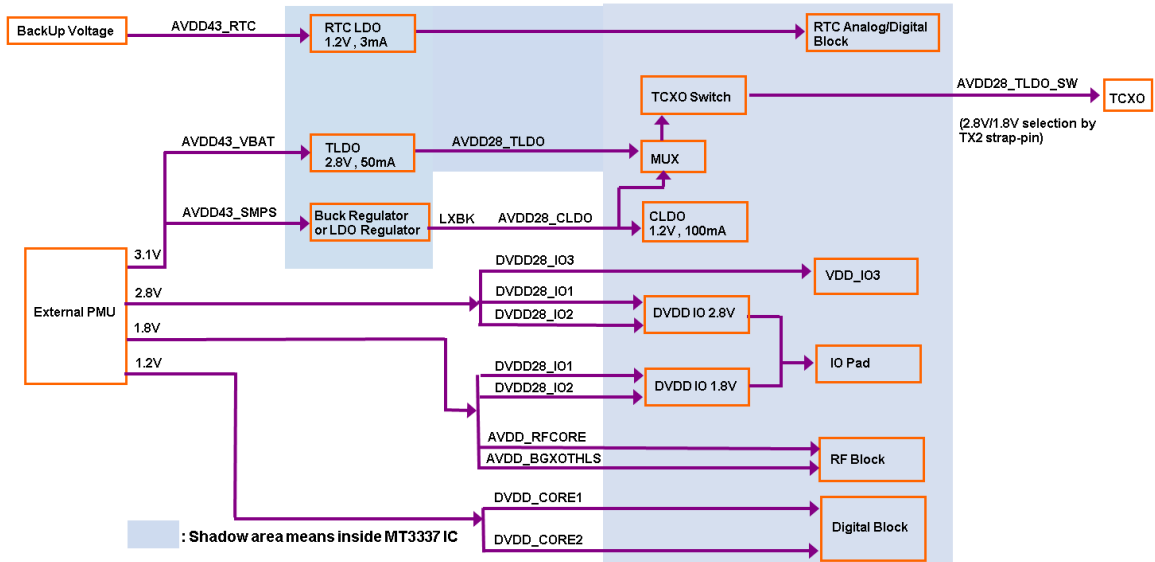 BackUp Voltage
AVDD43_RTC
RTC LDO
1.2V , 3mA
RTC Analog/Digital
Block
TCXO Switch
AVDD28_TLDO_SW
TCXO
(2.8V/1.8V selection by
TX2 strap-pin)
AVDD43_VBAT
TLDO
2.8V , 50mA
AVDD28_TLDO
MUX
AVDD43_SMPS
Buck Regulator
or LDO Regulator
LXBK
AVDD28_CLDO
CLDO
1.2V , 100mA
External PMU
3.1V
2.8V
1.8V
1.2V
DVDD28_IO3
VDD_IO3
DVDD28_IO1
DVDD28_IO2
DVDD IO 2.8V
IO Pad
DVDD28_IO1
DVDD28_IO2
DVDD IO 1.8V
AVDD_RFCORE
AVDD_BGXOTHLS
RF Block
DVDD_CORE1
DVDD_CORE2
Digital Block
: Shadow area means inside MT3337 IC